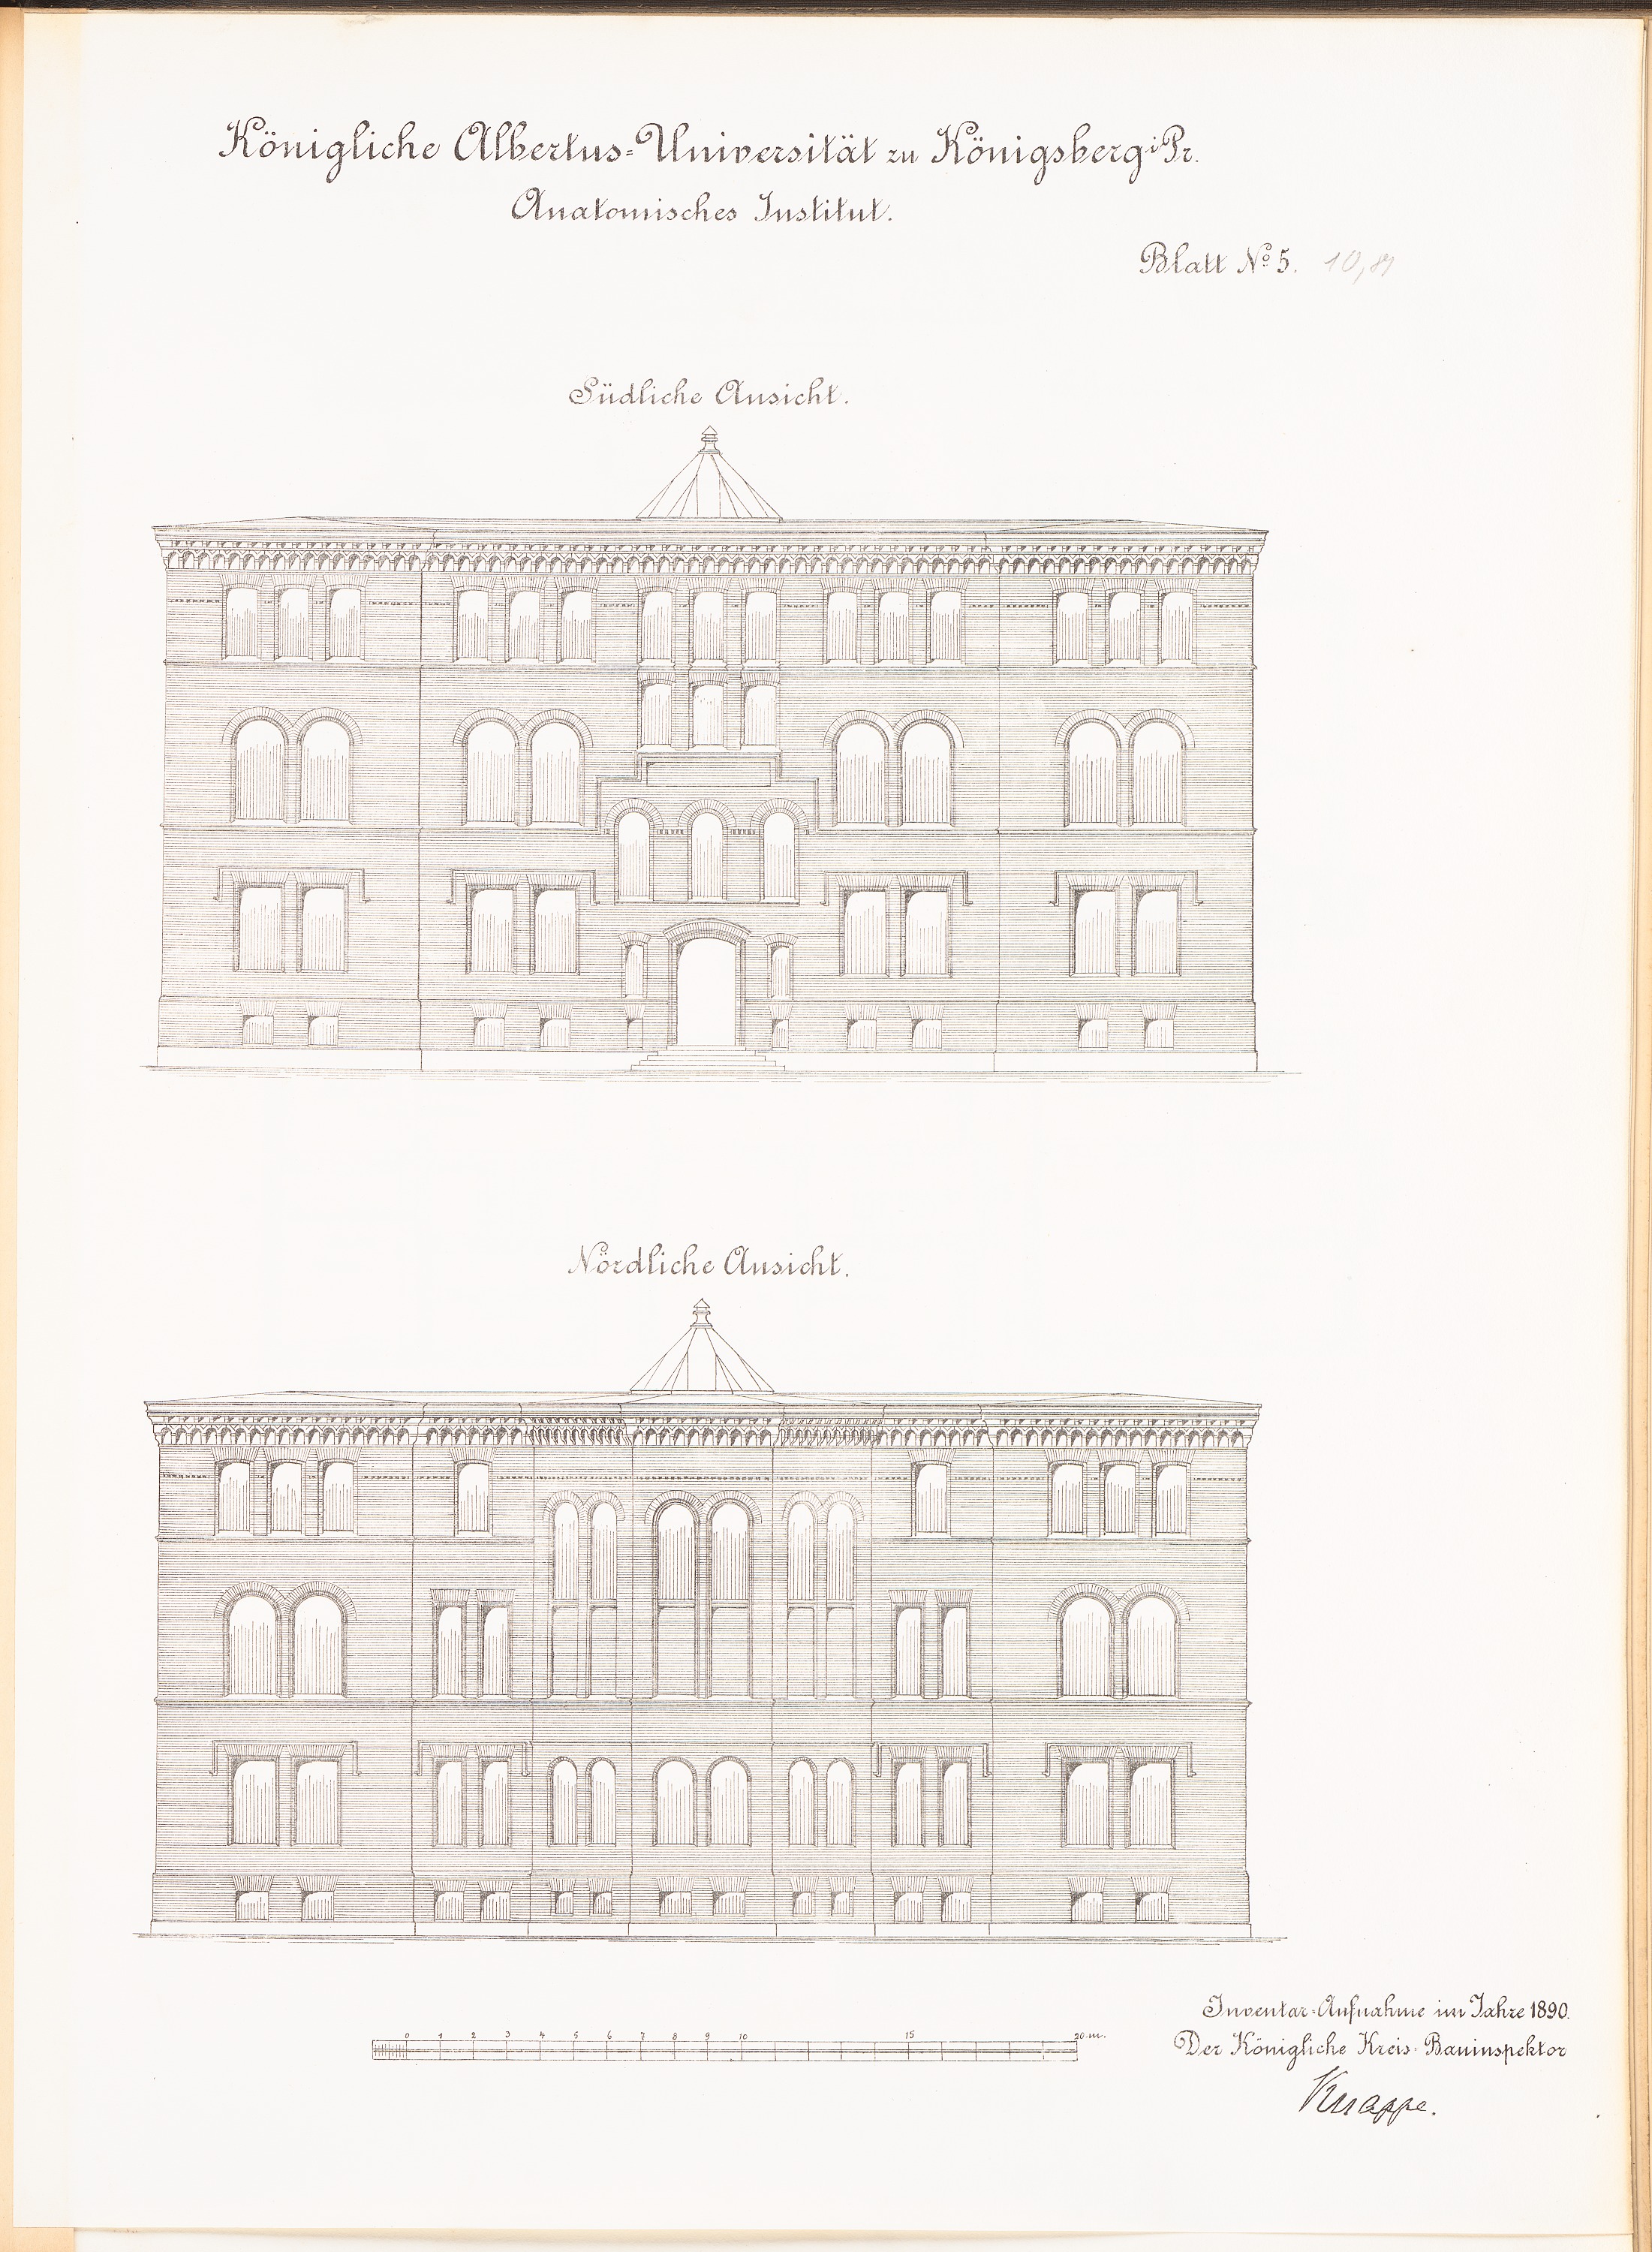 Königliche Albertus-Universität zu Königsberg i. Pr.
Anatomisches Institut.
Blatt No 5.
Südliche Ansicht.
Nördliche Ansicht.
0 1 2 3 4 5 6 7 8 9 10 15 20 m.
Inventar-Aufnahme im Jahre 1890.
Der Königliche Kreis-Bauinspektor
Knappe.